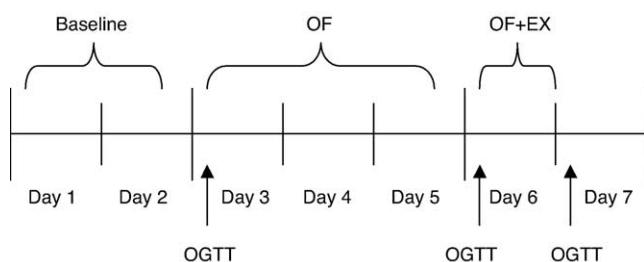 Baseline OF OF+EX
Day 1 Day 2 Day 3 Day 4 Day 5 Day 6 Day 7
OGTT OGTT OGTT